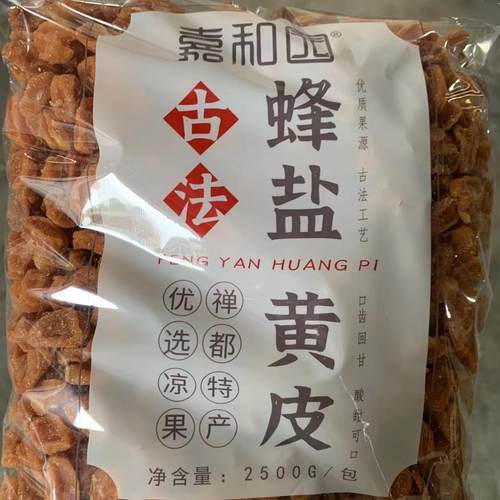 嘉和园®
古法
蜂盐黄皮
FENG YAN HUANG PI
优质果源 古法工艺
口齿回甘 酸甜可口
禅都特产
优选凉果
净含量：2500G/包